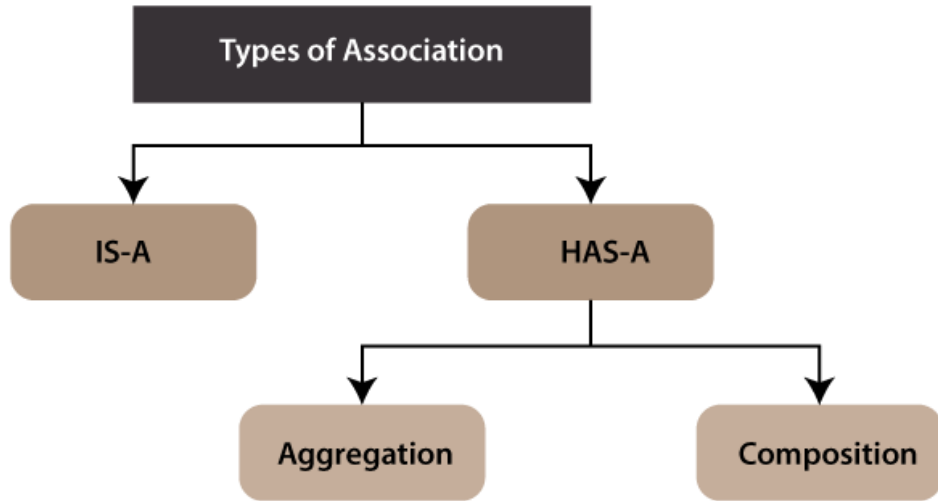 Types of Association
IS-A
HAS-A
Aggregation
Composition